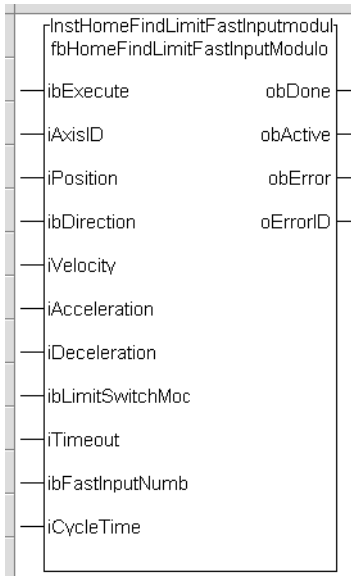 InstHomeFindLimitFastInputmodul
fbHomeFindLimitFastInputModulo
ibExecute obDone
iAxisID obActive
iPosition obError
ibDirection oErrorID
iVelocity
iAcceleration
iDeceleration
ibLimitSwitchMoc
iTimeout
ibFastInputNumb
iCycleTime